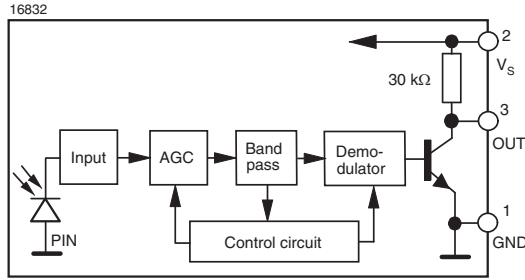 16832
2
V_S
30 kΩ
3
OUT
Input
AGC
Band
pass
Demo-
dulator
PIN
Control circuit
1
GND